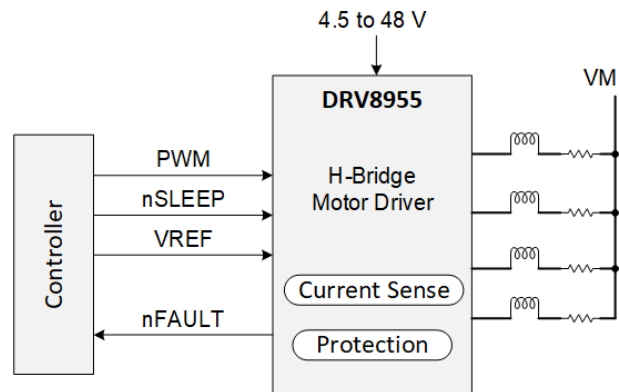 4.5 to 48 V
VM
DRV8955
PWM
H-Bridge
Motor Driver
nSLEEP
VREF
Controller
Current Sense
nFAULT
Protection